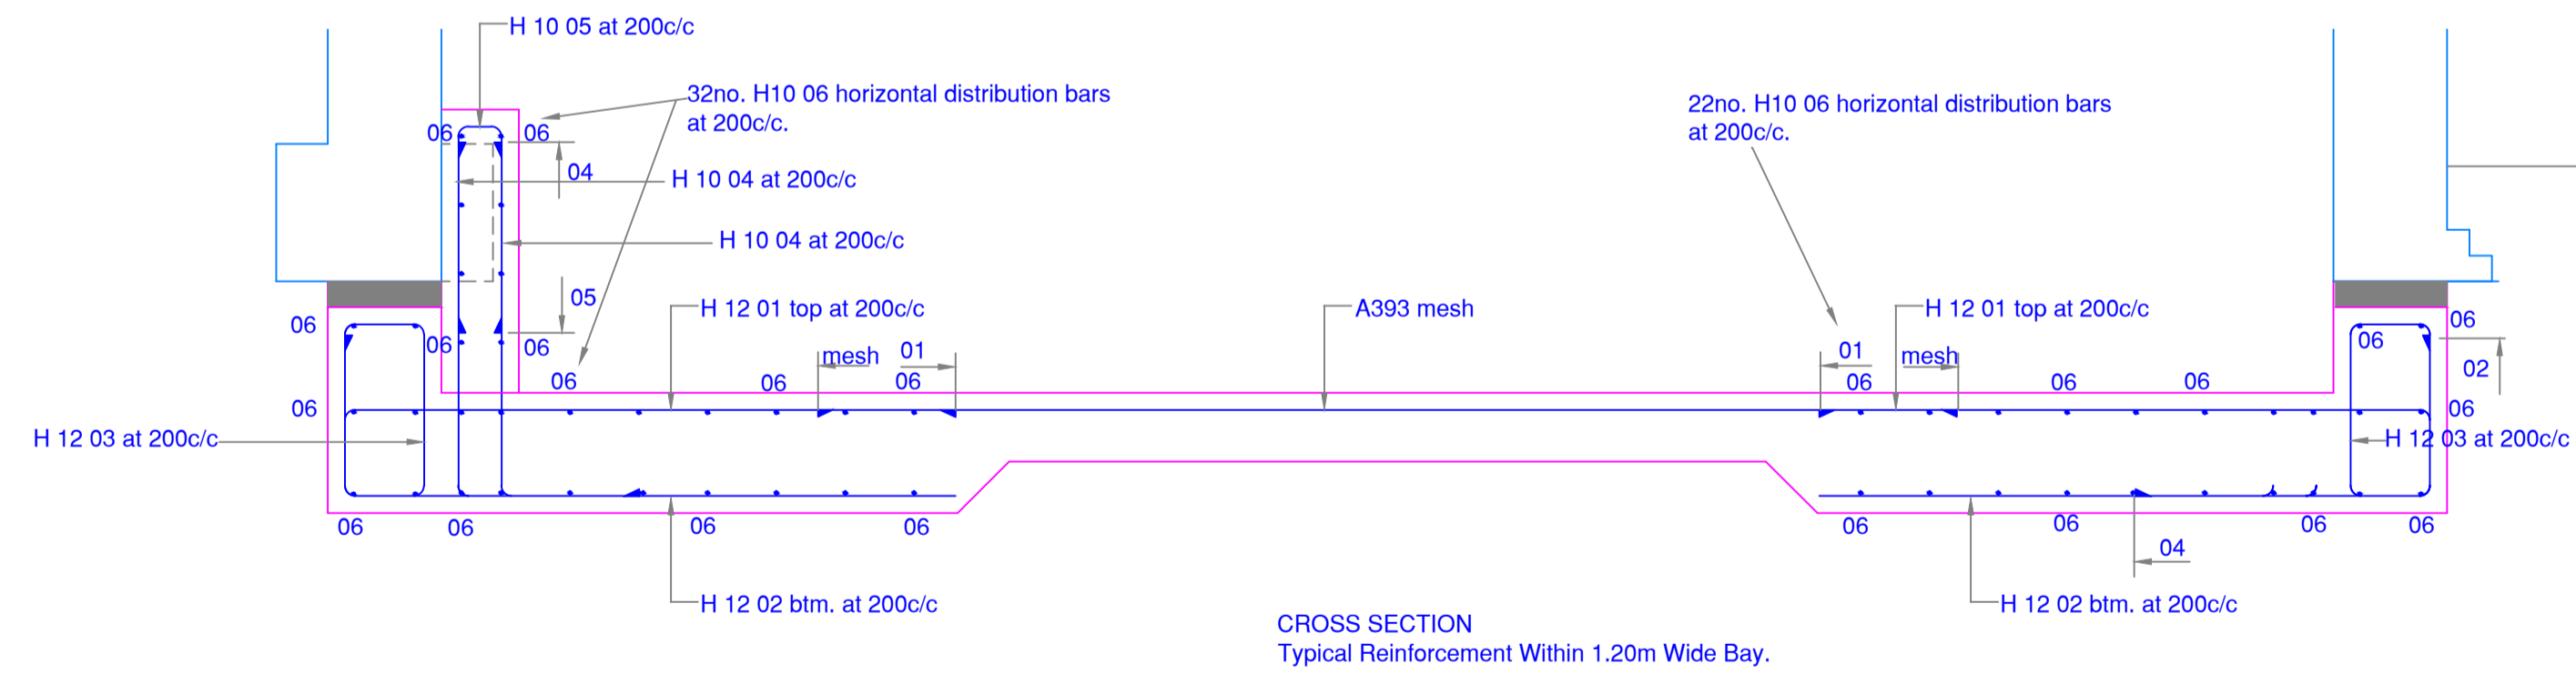 H 10 05 at 200c/c
32no. H10 06 horizontal distribution bars
at 200c/c.
22no. H10 06 horizontal distribution bars
at 200c/c.
06
06
04
H 10 04 at 200c/c
H 10 04 at 200c/c
05
H 12 01 top at 200c/c
A393 mesh
H 12 01 top at 200c/c
06
06
06
06
06
mesh
01
01
mesh
02
06
06
06
06
06
06
06
06
H 12 03 at 200c/c
H 12 03 at 200c/c
06
06
06
06
06
06
06
06
04
H 12 02 btm. at 200c/c
H 12 02 btm. at 200c/c
CROSS SECTION
Typical Reinforcement Within 1.20m Wide Bay.